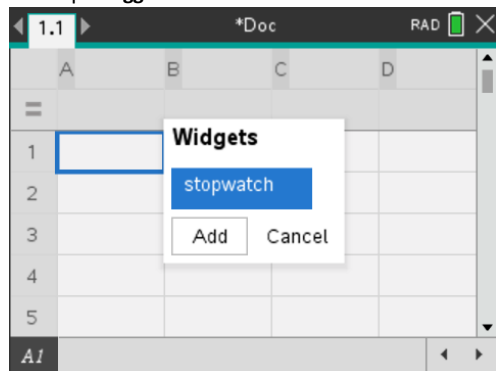 1.1 *Doc RAD
A B C D
=
1
2
3
4
5
Widgets
stopwatch
Add Cancel
A1